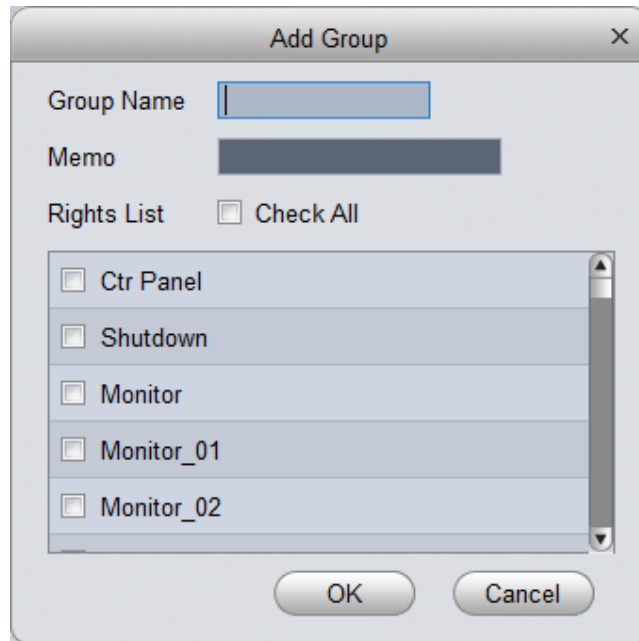 Add Group
Group Name
Memo
Rights List Check All
Ctr Panel
Shutdown
Monitor
Monitor_01
Monitor_02
OK Cancel